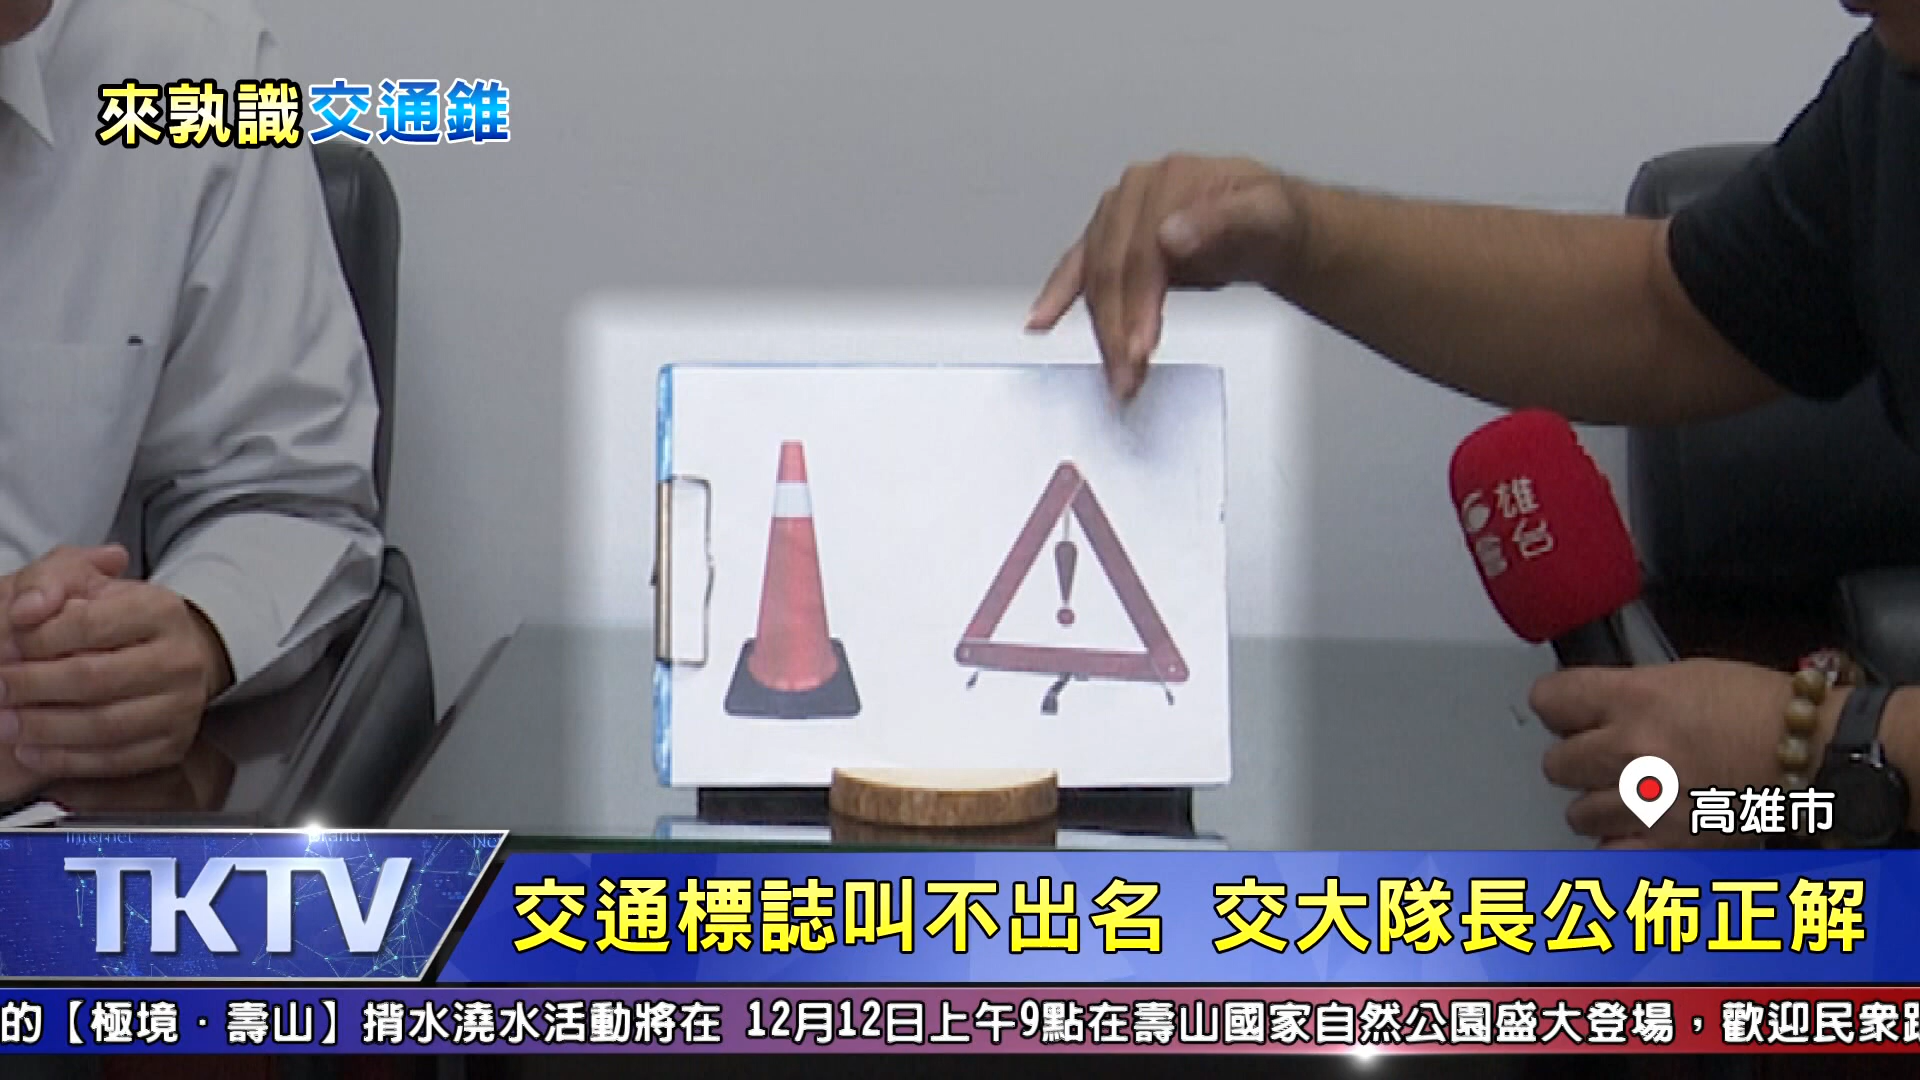 來孰識交通錐
雄
台
高雄市
TKTV
交通標誌叫不出名 交大隊長公佈正解
的【極境．壽山】揹水澆水活動將在 12月12日上午9點在壽山國家自然公園盛大登場，歡迎民眾踴